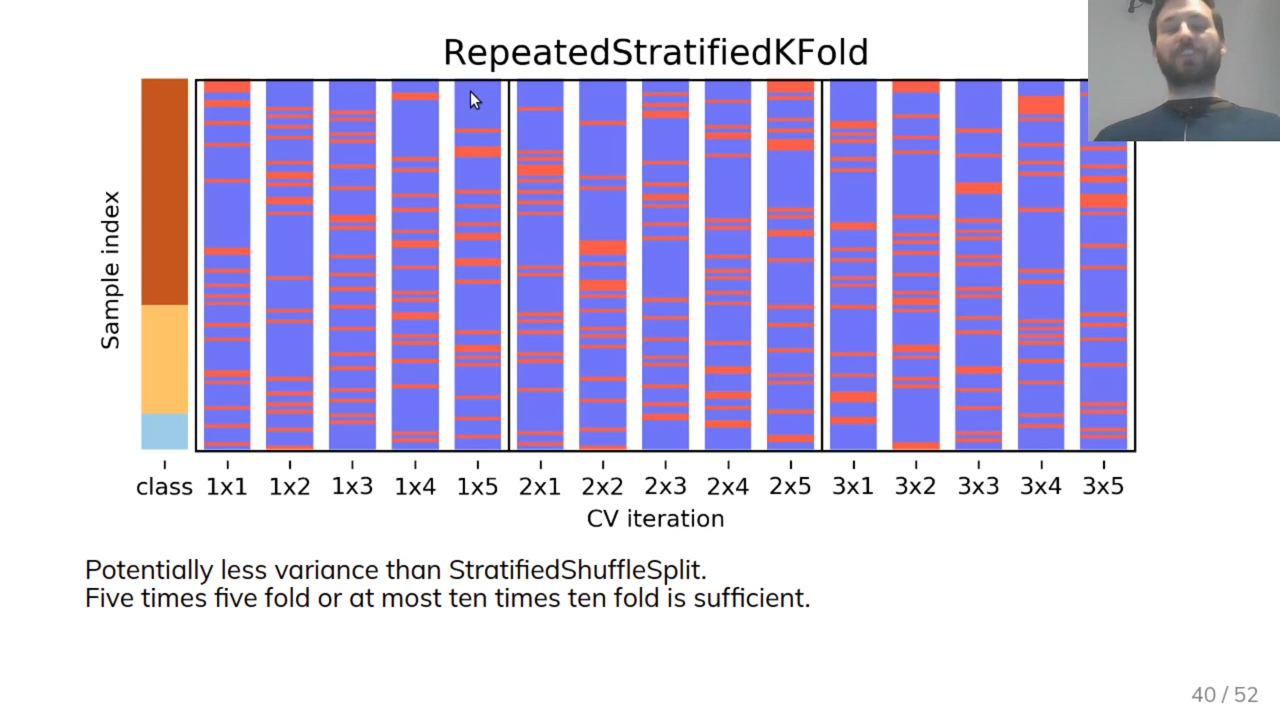 RepeatedStratifiedKFold
Sample index
class 1x1 1x2 1x3 1x4 1x5 2x1 2x2 2x3 2x4 2x5 3x1 3x2 3x3 3x4 3x5
CV iteration
Potentially less variance than StratifiedShuffleSplit.
Five times five fold or at most ten times ten fold is sufficient.
40 / 52